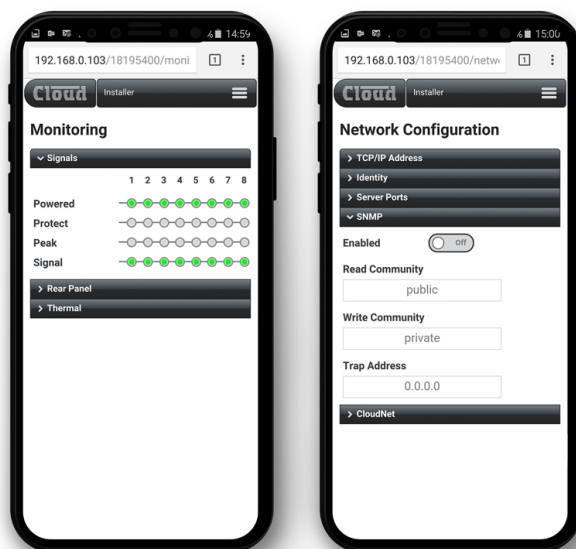 14:59
192.168.0.103/18195400/moni
1
Cloud
Installer
Monitoring
Signals
1 2 3 4 5 6 7 8
Powered
Protect
Peak
Signal
Rear Panel
Thermal
15:00
192.168.0.103/18195400/netw
1
Cloud
Installer
Network Configuration
TCP/IP Address
Identity
Server Ports
SNMP
Enabled
Off
Read Community
public
Write Community
private
Trap Address
0.0.0.0
CloudNet